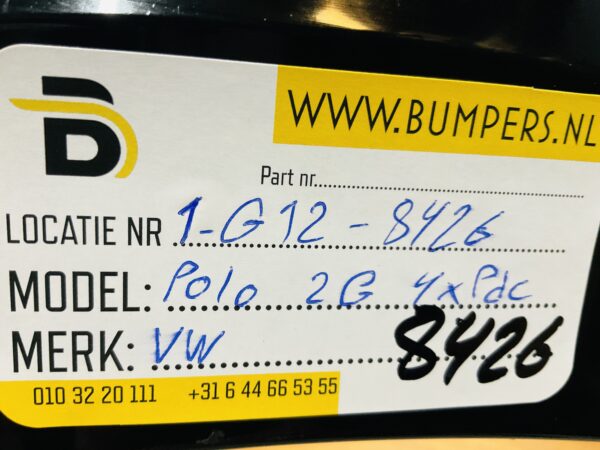 WWW.BUMPERS.NL
Part nr.
LOCATIE NR 1-G12-8426
MODEL: Polo 2G 4xPdc
MERK: VW
8426
010 32 20 111 +31 6 44 66 53 55